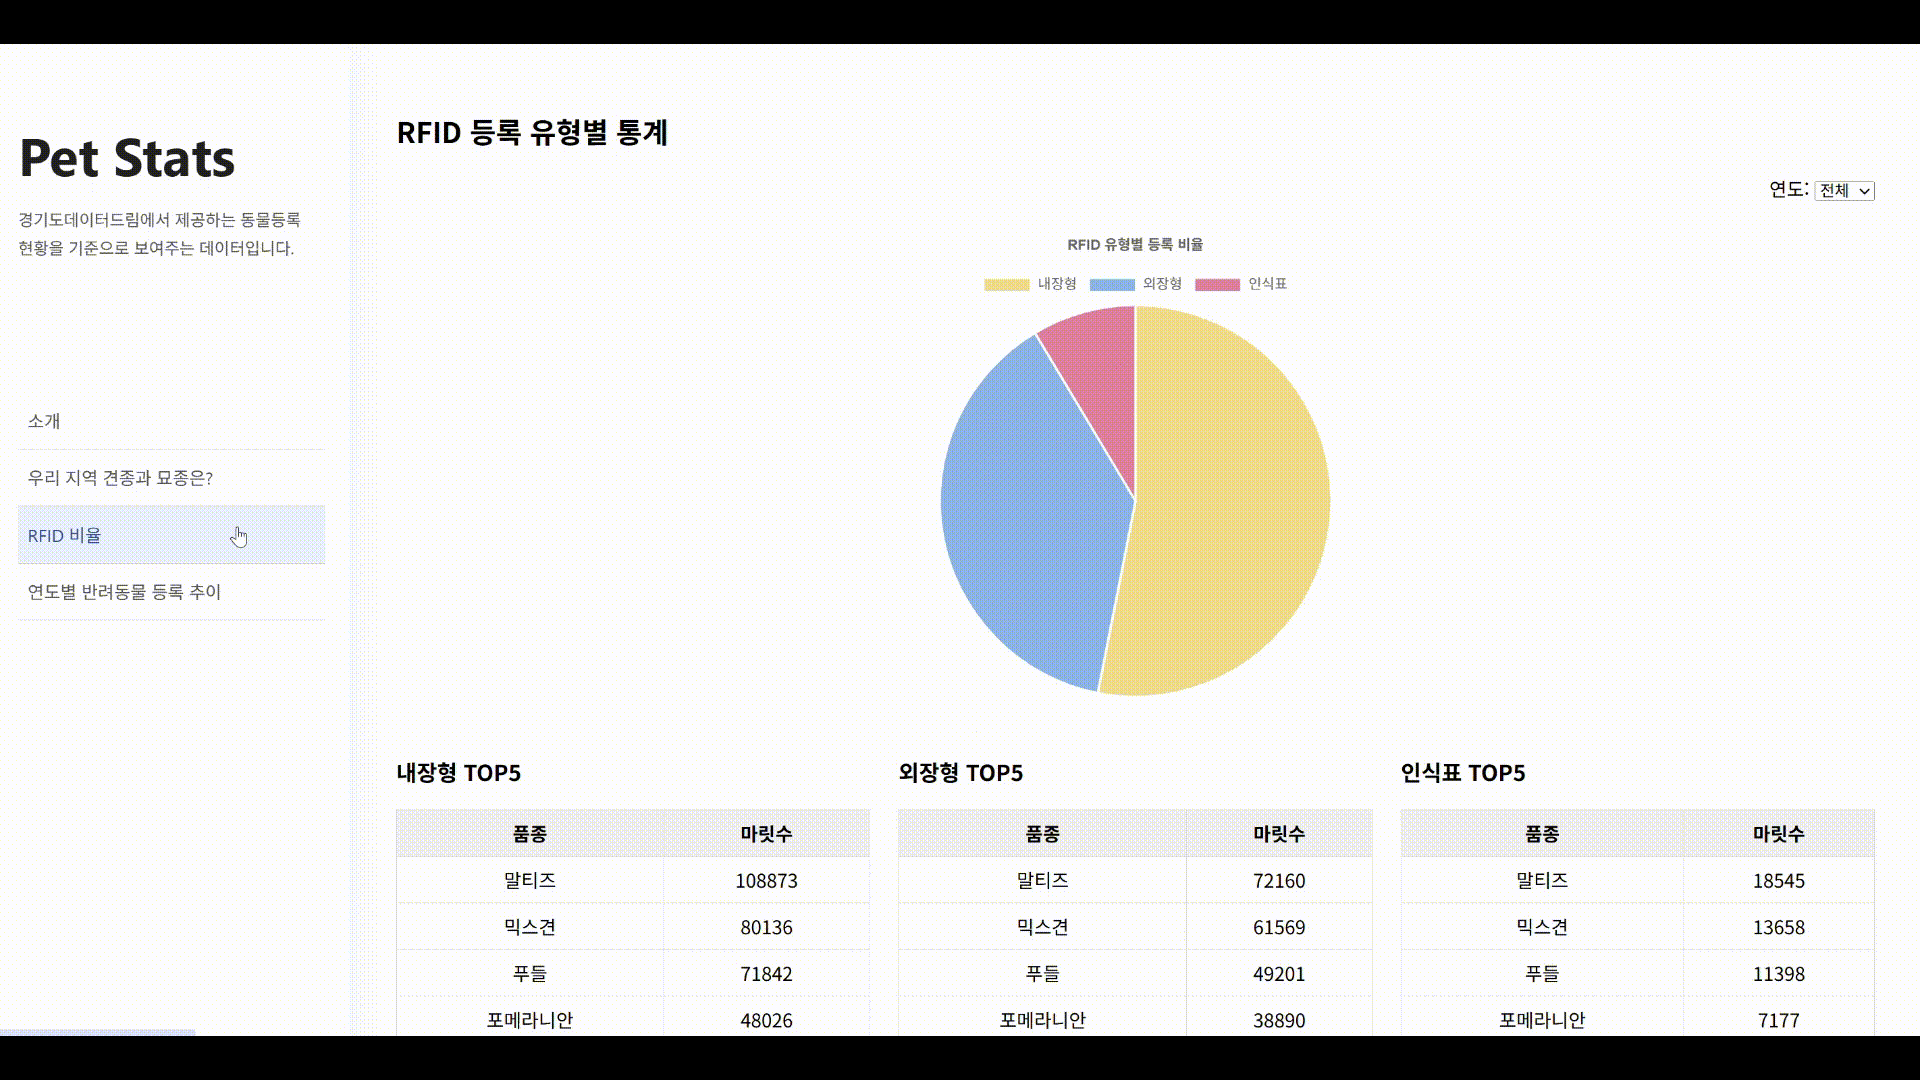 Pet Stats
경기도데이터드림에서 제공하는 동물등록
현황을 기준으로 보여주는 데이터입니다.
소개
우리 지역 견종과 묘종은?
RFID 비율
연도별 반려동물 등록 추이
RFID 등록 유형별 통계
연도: 전체
RFID 유형별 등록 비율
내장형 외장형 인식표
내장형 TOP5
품종 마릿수
말티즈 108873
믹스견 80136
푸들 71842
포메라니안 48026
외장형 TOP5
품종 마릿수
말티즈 72160
믹스견 61569
푸들 49201
포메라니안 38890
인식표 TOP5
품종 마릿수
말티즈 18545
믹스견 13658
푸들 11398
포메라니안 7177